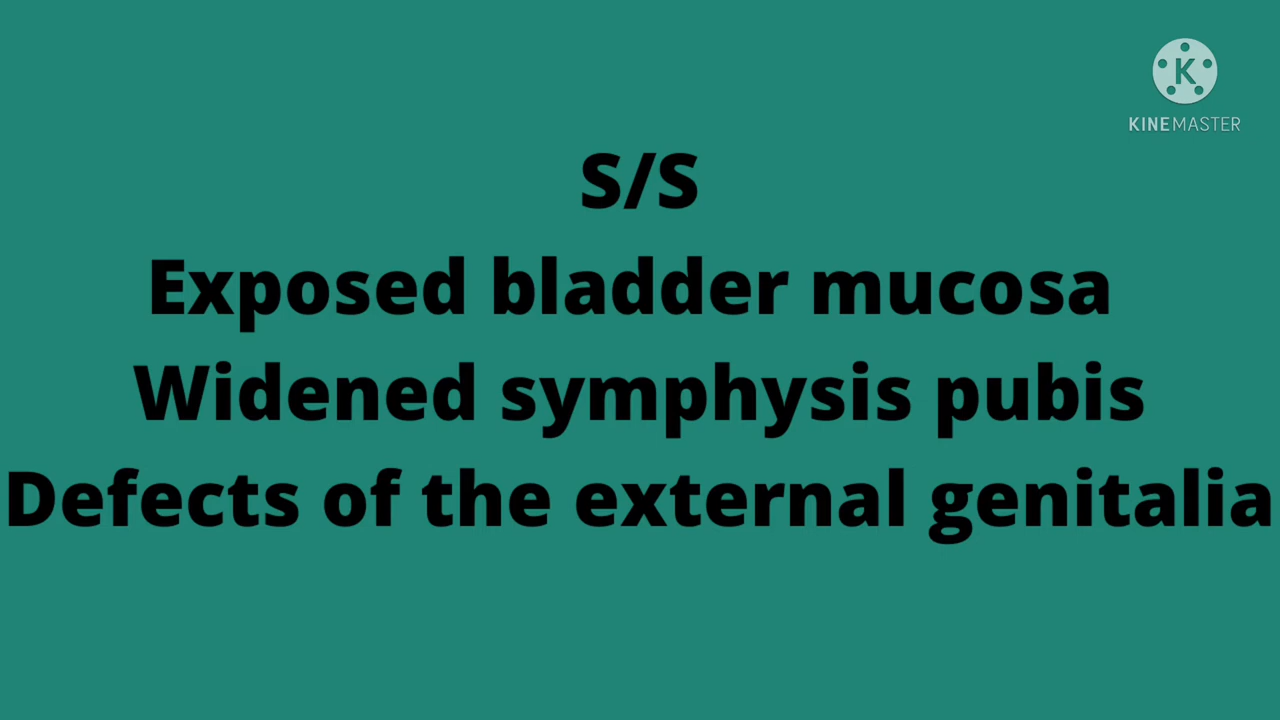 KINEMASTER
S/S
Exposed bladder mucosa
Widened symphysis pubis
Defects of the external genitalia